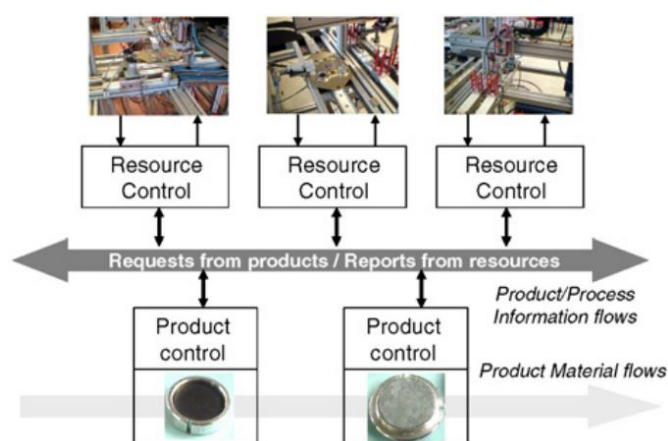 Resource
Control
Resource
Control
Resource
Control
Requests from products / Reports from resources
Product/Process
Information flows
Product
control
Product
control
Product Material flows